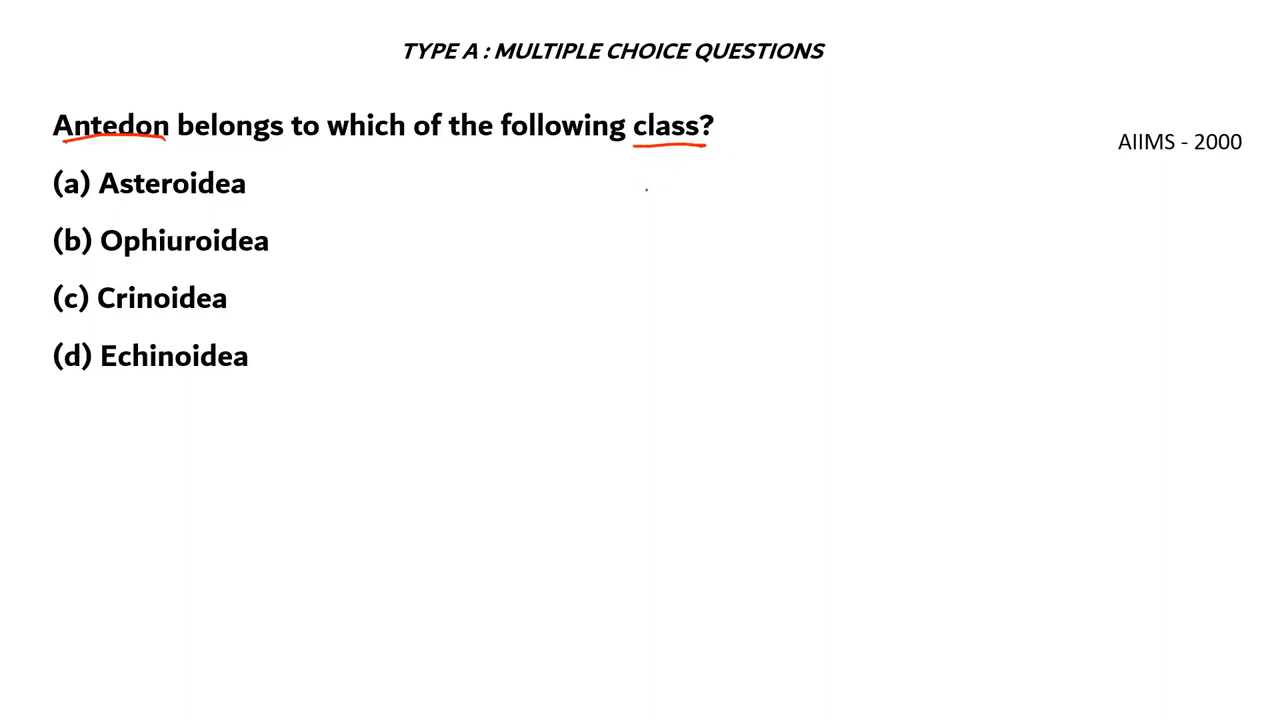 TYPE A : MULTIPLE CHOICE QUESTIONS
Antedon belongs to which of the following class?
AIIMS - 2000
(a) Asteroidea
(b) Ophiuroidea
(c) Crinoidea
(d) Echinoidea